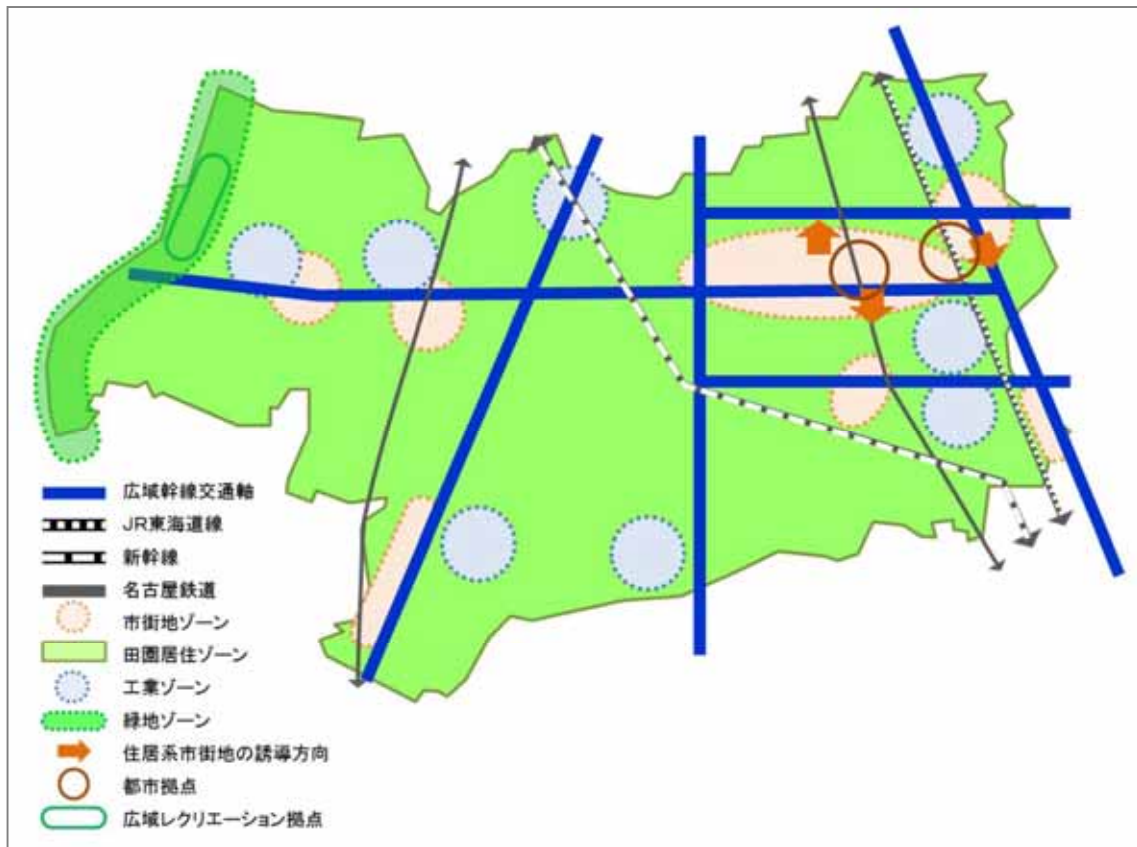 広域幹線交通軸
JR東海道線
新幹線
名古屋鉄道
市街地ゾーン
田園居住ゾーン
工業ゾーン
緑地ゾーン
住居系市街地の誘導方向
都市拠点
広域レクリエーション拠点